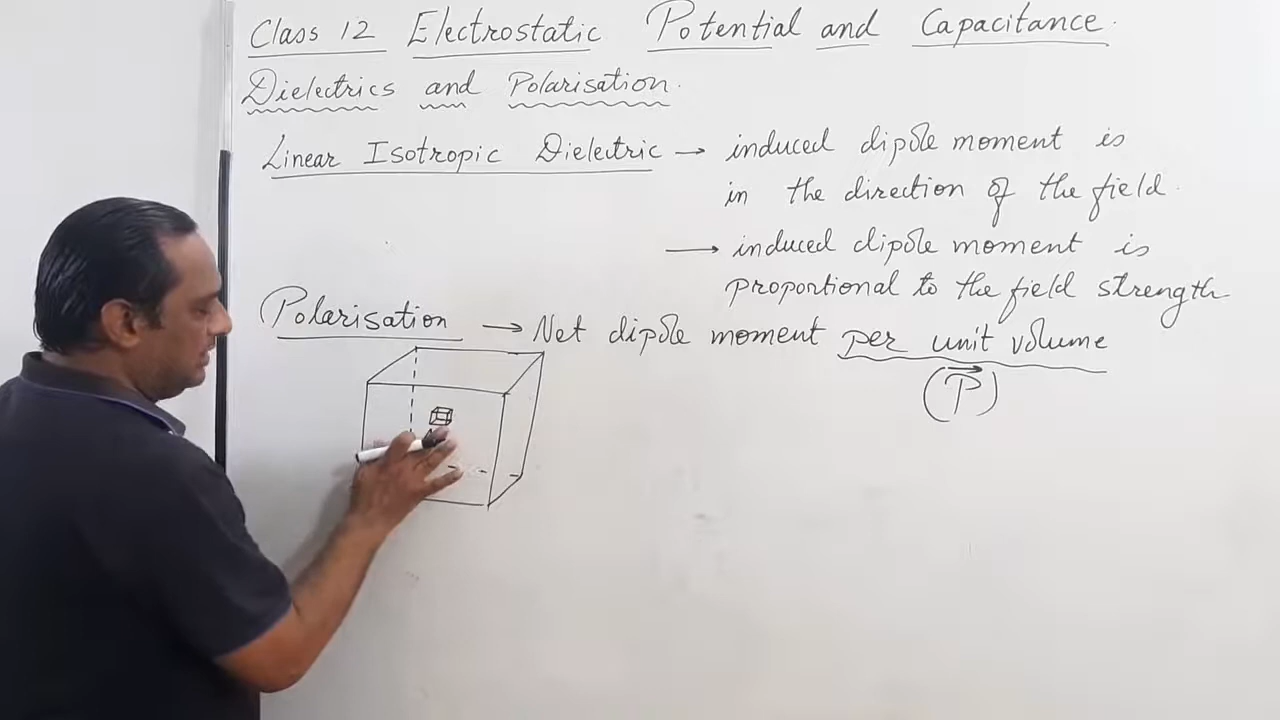 Class 12 Electrostatic Potential and Capacitance.
Dielectrics and Polarisation.
Linear Isotropic Dielectric → induced dipole moment is
in the direction of the field.
→ induced dipole moment is
proportional to the field strength
Polarisation → Net dipole moment per unit volume
(P⃗)